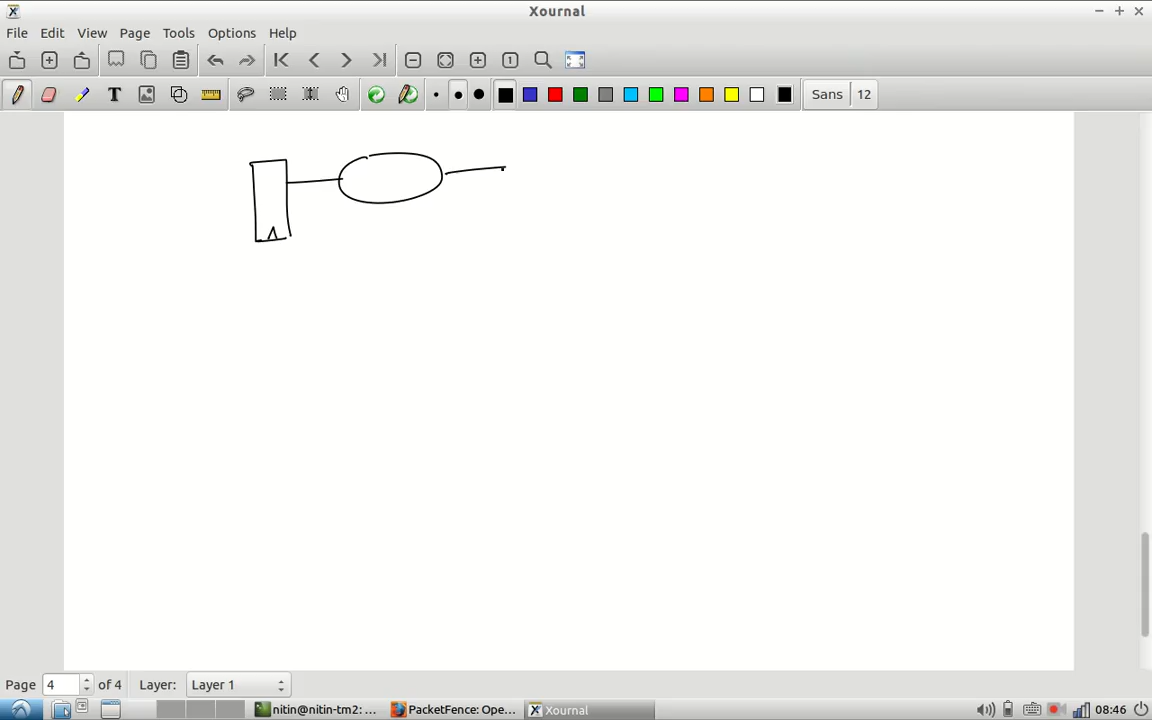 Xournal
File Edit View Page Tools Options Help
T Sans 12
Page 4 of 4 Layer: Layer 1
nitin@nitin-tm2: ... PacketFence: Ope... Xournal 08:46